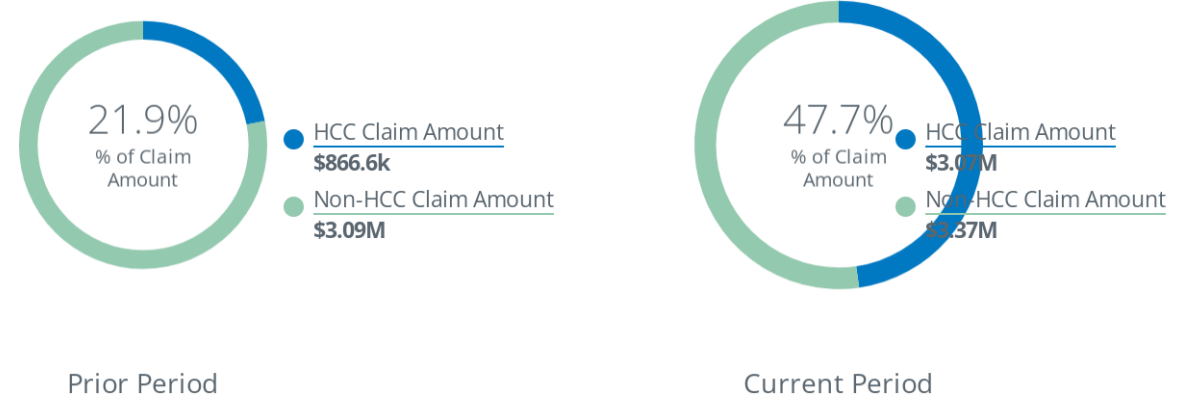 21.9%
% of Claim
Amount
HCC Claim Amount
$866.6k
Non-HCC Claim Amount
$3.09M
Prior Period
47.7%
% of Claim
Amount
HCC Claim Amount
$3.07M
Non-HCC Claim Amount
$3.37M
Current Period